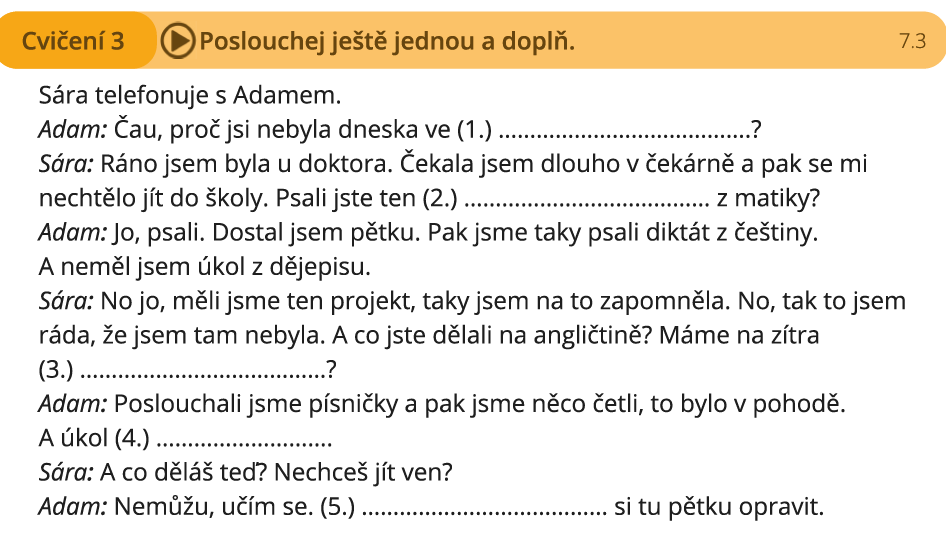 Cvičení 3 Poslouchej ještě jednou a doplň. 7.3
Sára telefonuje s Adamem.
Adam: Čau, proč jsi nebyla dneska ve (1.) ........................................?
Sára: Ráno jsem byla u doktora. Čekala jsem dlouho v čekárně a pak se mi
nechtělo jít do školy. Psali jste ten (2.) ....................................... z matiky?
Adam: Jo, psali. Dostal jsem pětku. Pak jsme taky psali diktát z češtiny.
A neměl jsem úkol z dějepisu.
Sára: No jo, měli jsme ten projekt, taky jsem na to zapomněla. No, tak to jsem
ráda, že jsem tam nebyla. A co jste dělali na angličtině? Máme na zítra
(3.) .......................................?
Adam: Poslouchali jsme písničky a pak jsme něco četli, to bylo v pohodě.
A úkol (4.) ............................
Sára: A co děláš teď? Nechceš jít ven?
Adam: Nemůžu, učím se. (5.) ....................................... si tu pětku opravit.